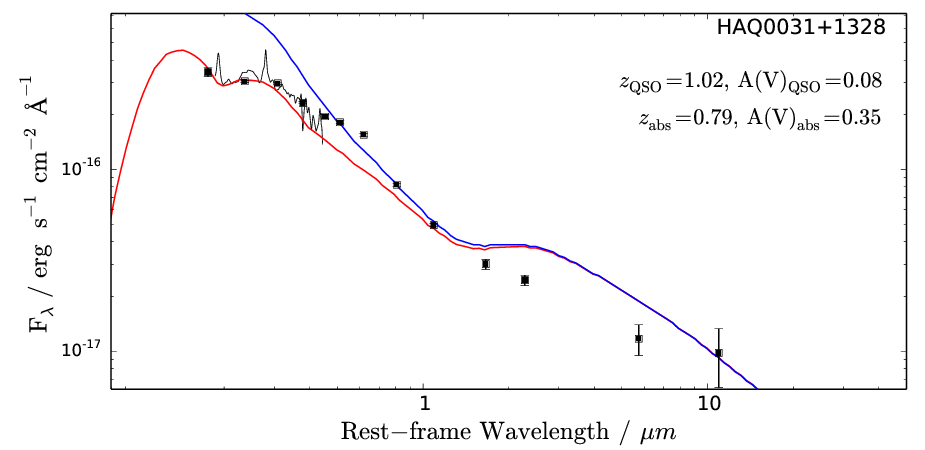 HAQ0031+1328
z_QSO=1.02, A(V)_QSO=0.08
z_abs=0.79, A(V)_abs=0.35
F_λ / erg s⁻¹ cm⁻² Å⁻¹
10⁻¹⁶
10⁻¹⁷
1 10
Rest−frame Wavelength / μm